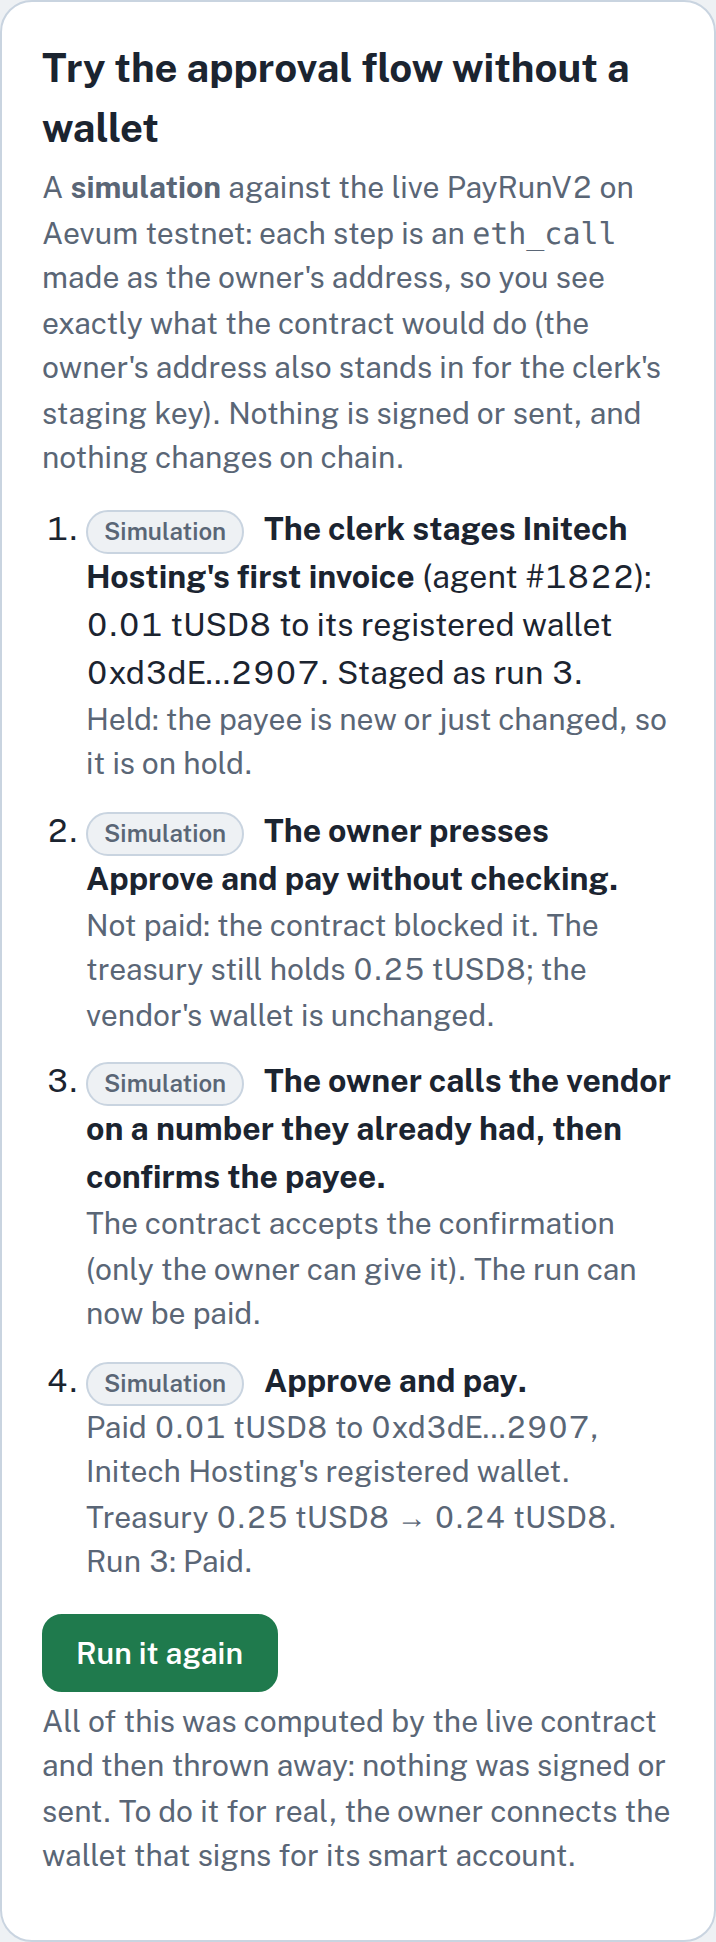 Try the approval flow without a
wallet
A simulation against the live PayRunV2 on
Aevum testnet: each step is an eth_call
made as the owner's address, so you see
exactly what the contract would do (the
owner's address also stands in for the clerk's
staging key). Nothing is signed or sent, and
nothing changes on chain.
1. Simulation The clerk stages Initech
Hosting's first invoice (agent #1822):
0.01 tUSD8 to its registered wallet
0xd3dE…2907. Staged as run 3.
Held: the payee is new or just changed, so
it is on hold.
2. Simulation The owner presses
Approve and pay without checking.
Not paid: the contract blocked it. The
treasury still holds 0.25 tUSD8; the
vendor's wallet is unchanged.
3. Simulation The owner calls the vendor
on a number they already had, then
confirms the payee.
The contract accepts the confirmation
(only the owner can give it). The run can
now be paid.
4. Simulation Approve and pay.
Paid 0.01 tUSD8 to 0xd3dE…2907,
Initech Hosting's registered wallet.
Treasury 0.25 tUSD8 → 0.24 tUSD8.
Run 3: Paid.
Run it again
All of this was computed by the live contract
and then thrown away: nothing was signed or
sent. To do it for real, the owner connects the
wallet that signs for its smart account.